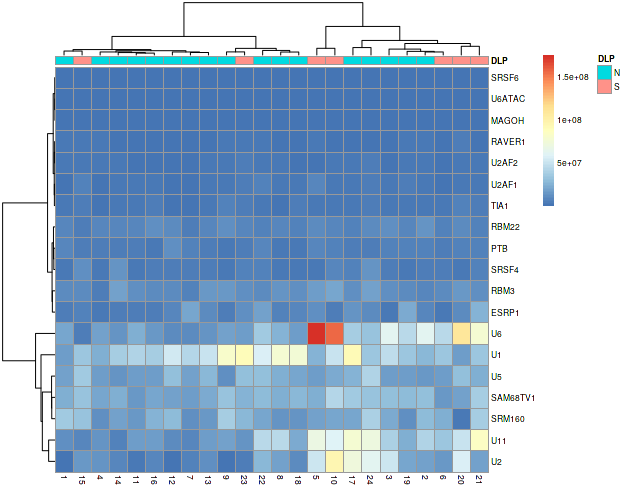 DLP
DLP
N
S
1.5e+08
1e+08
5e+07
SRSF6
U6ATAC
MAGOH
RAVER1
U2AF2
U2AF1
TIA1
RBM22
PTB
SRSF4
RBM3
ESRP1
U6
U1
U5
SAM68TV1
SRM160
U11
U2
1 15 4 14 11 16 12 7 13 9 23 22 8 18 5 10 17 24 3 19 2 6 20 21